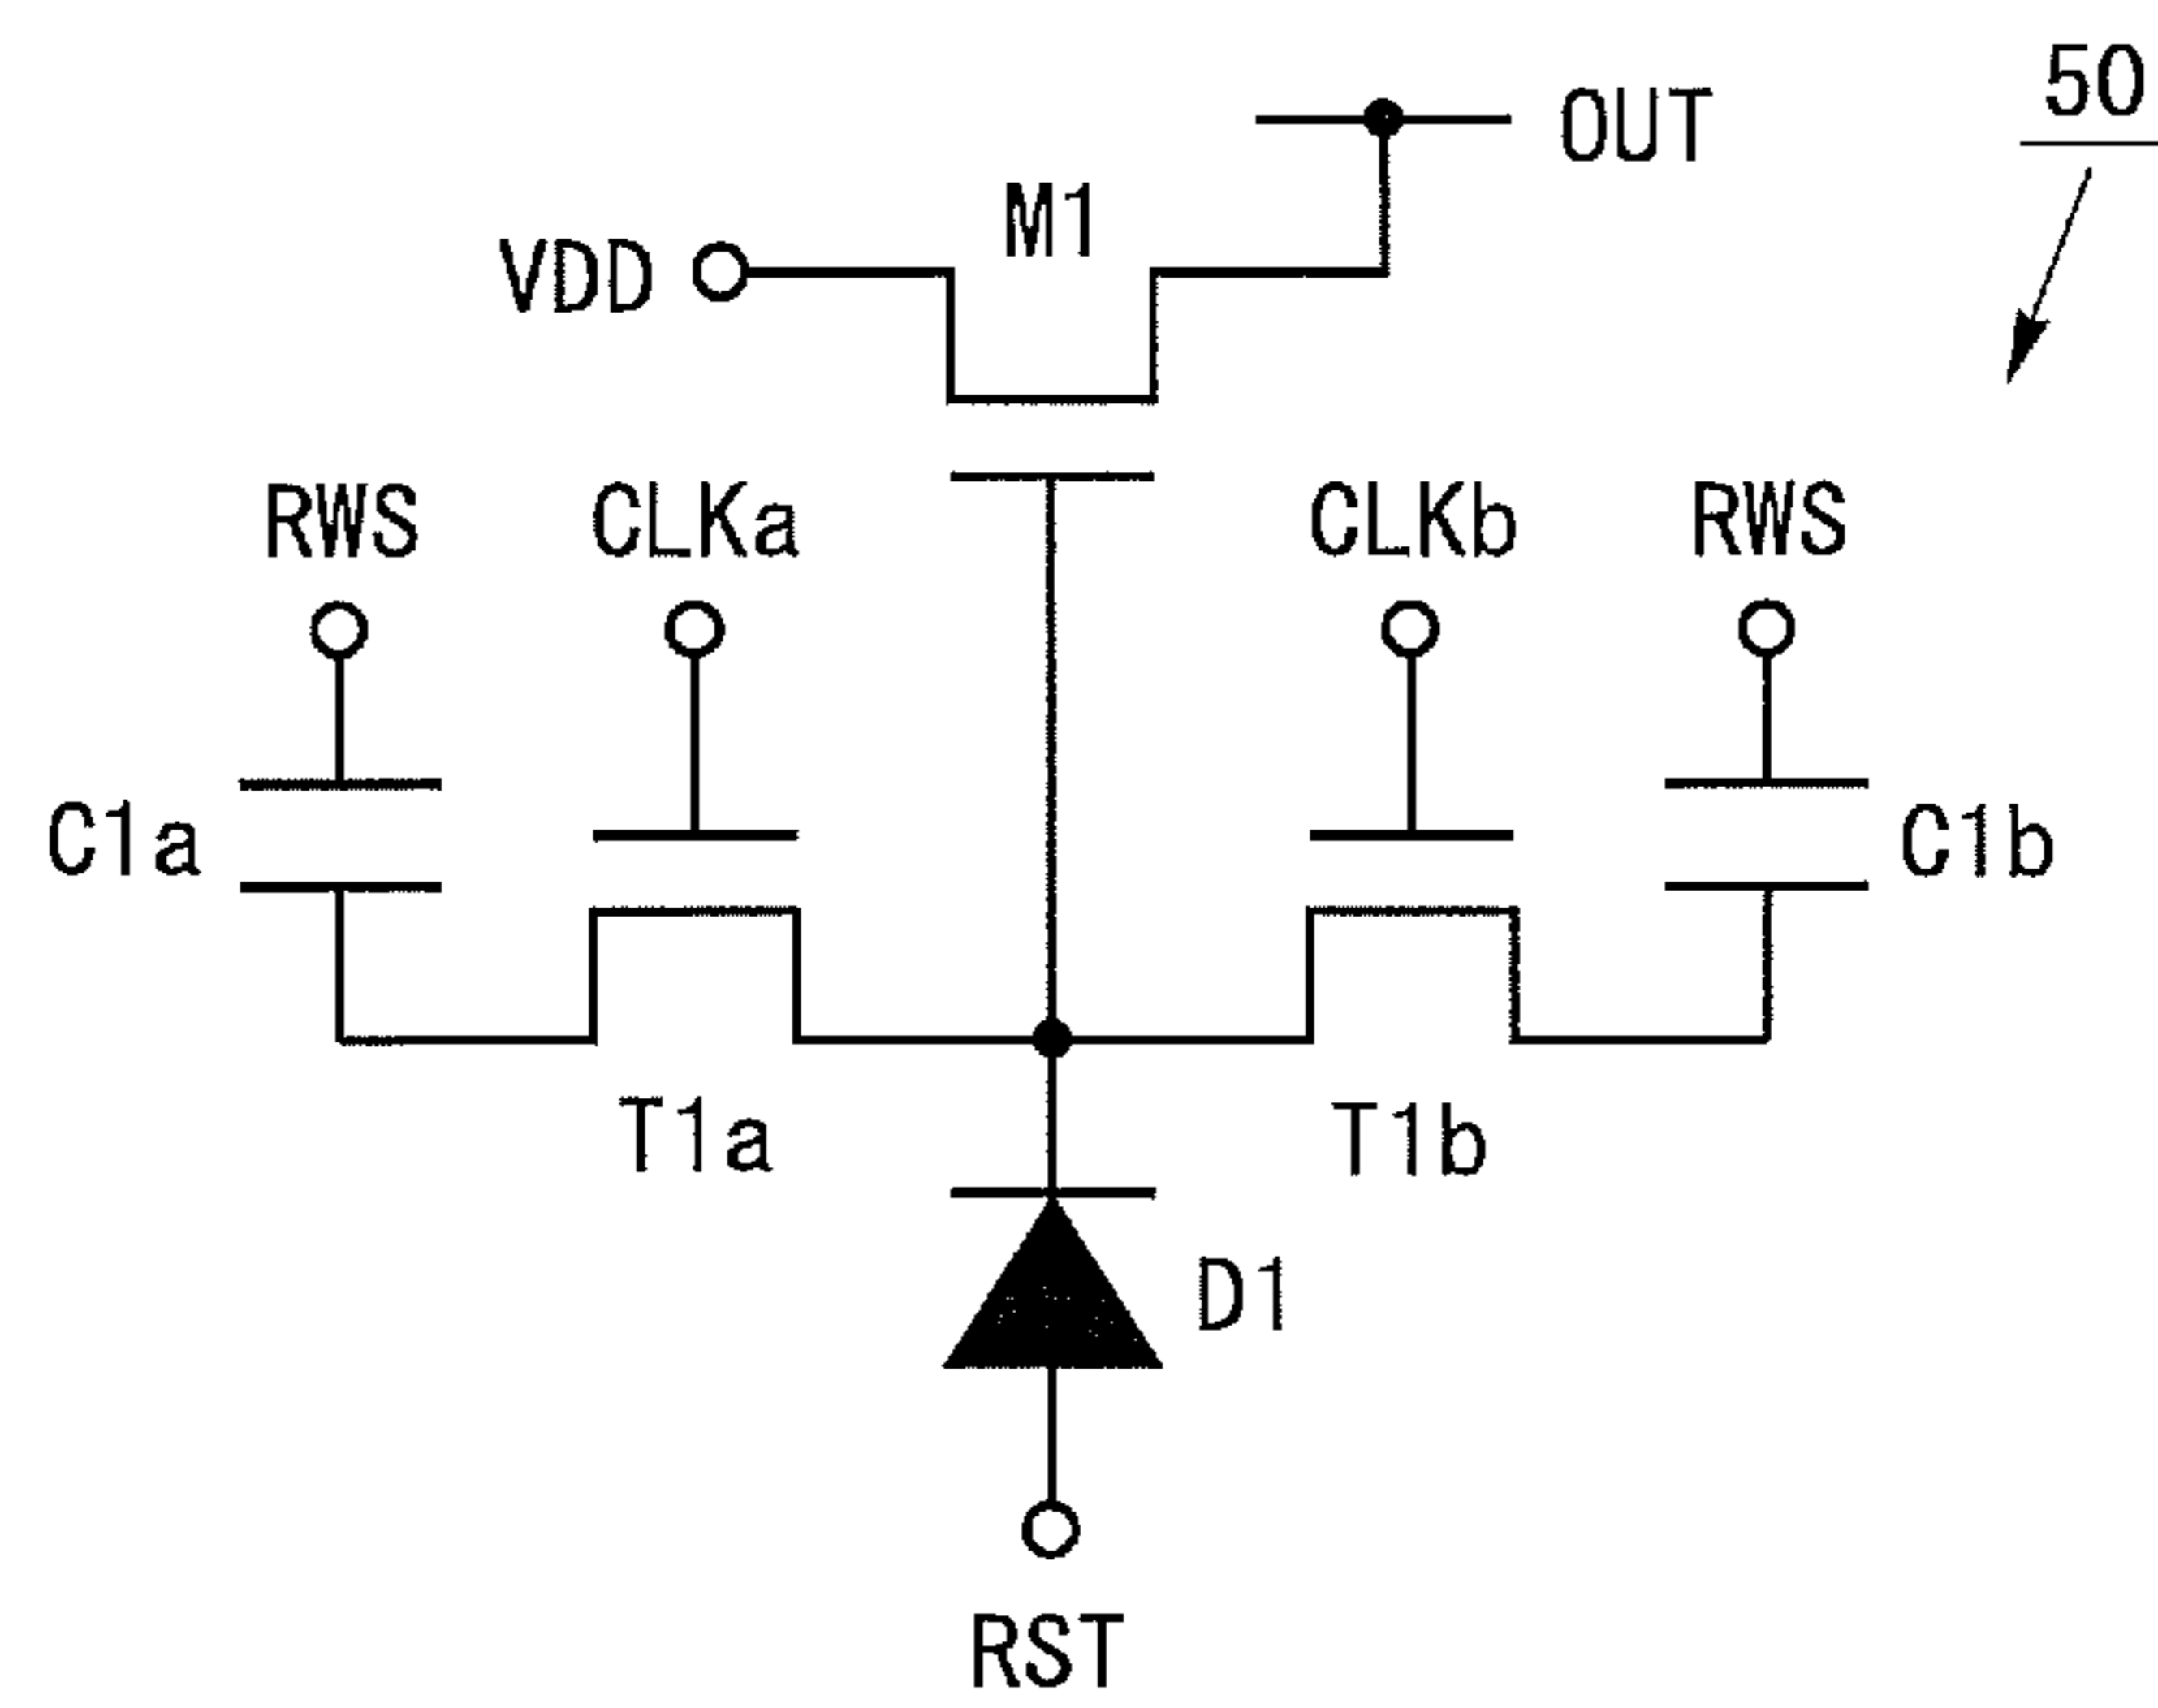 50
OUT
M1
VDD
RWS CLKa CLKb RWS
C1a C1b
T1a T1b
D1
RST